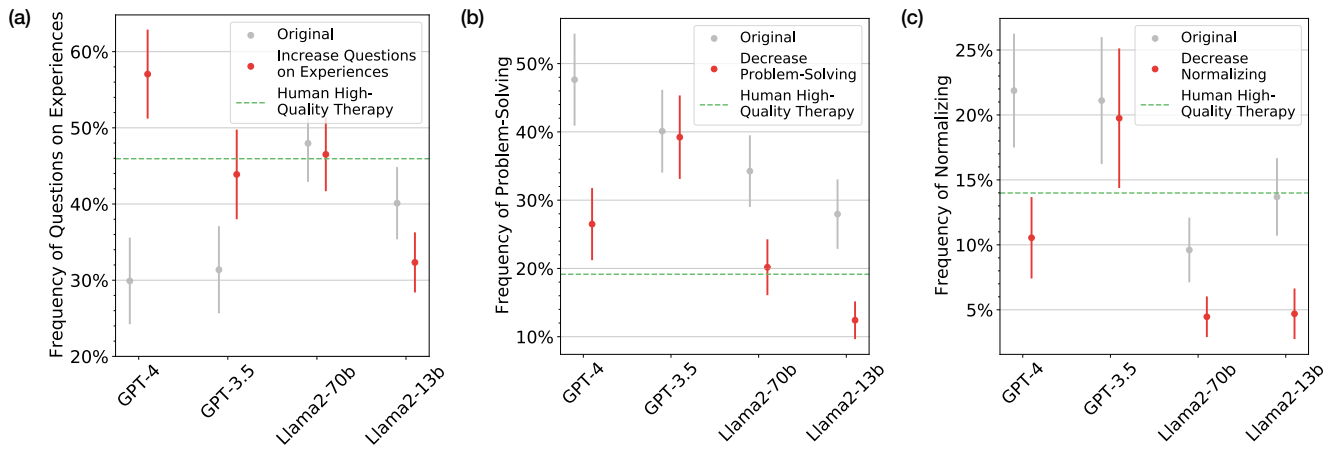 (a)
Frequency of Questions on Experiences
60%
50%
40%
30%
20%
Original
Increase Questions
on Experiences
Human High-
Quality Therapy
GPT-4
GPT-3.5
Llama2-70b
Llama2-13b
(b)
Frequency of Problem-Solving
50%
40%
30%
20%
10%
Original
Decrease
Problem-Solving
Human High-
Quality Therapy
GPT-4
GPT-3.5
Llama2-70b
Llama2-13b
(c)
Frequency of Normalizing
25%
20%
15%
10%
5%
Original
Decrease
Normalizing
Human High-
Quality Therapy
GPT-4
GPT-3.5
Llama2-70b
Llama2-13b